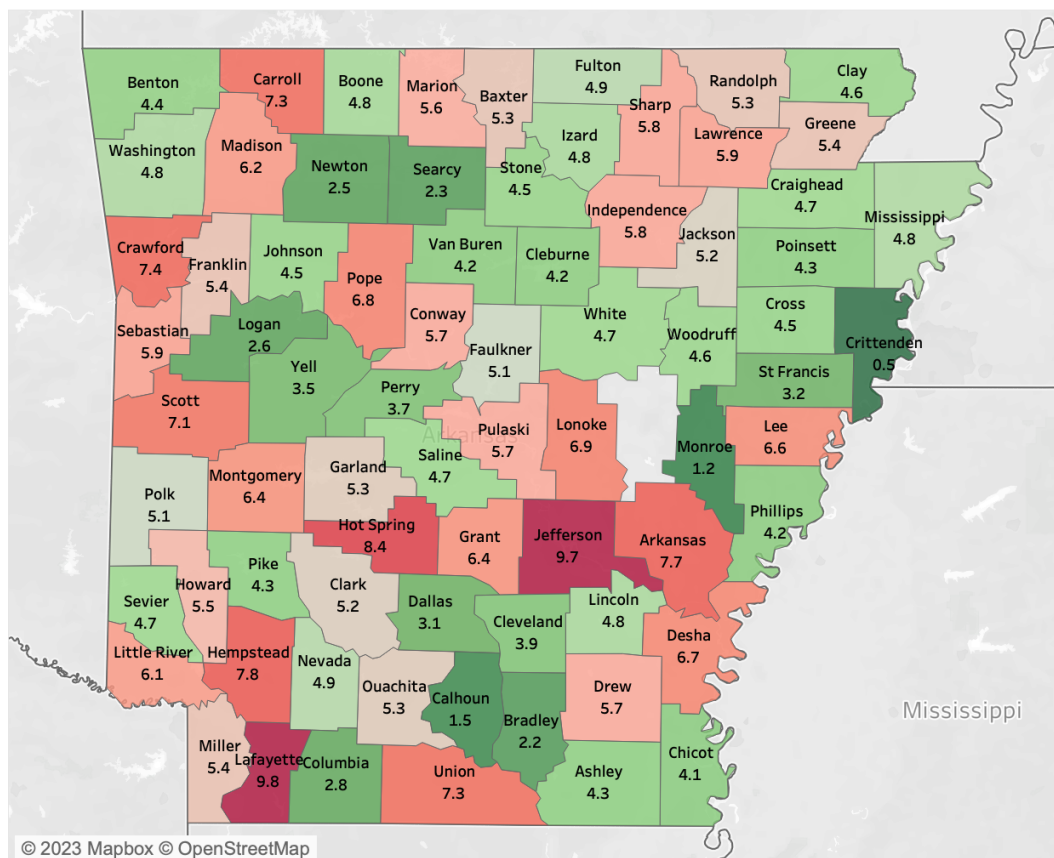 Benton
4.4
Carroll
7.3
Boone
4.8
Marion
5.6
Baxter
5.3
Fulton
4.9
Sharp
5.8
Randolph
5.3
Clay
4.6
Washington
4.8
Madison
6.2
Newton
2.5
Searcy
2.3
Stone
4.5
Izard
4.8
Lawrence
5.9
Greene
5.4
Independence
5.8
Jackson
5.2
Craighead
4.7
Mississippi
4.8
Crawford
7.4
Franklin
5.4
Johnson
4.5
Pope
6.8
Van Buren
4.2
Cleburne
4.2
Poinsett
4.3
Sebastian
5.9
Logan
2.6
Conway
5.7
Faulkner
5.1
White
4.7
Woodruff
4.6
Cross
4.5
Crittenden
0.5
Yell
3.5
Perry
3.7
St Francis
3.2
Scott
7.1
Arkansas
Pulaski
5.7
Lonoke
6.9
Monroe
1.2
Lee
6.6
Saline
4.7
Garland
5.3
Montgomery
6.4
Polk
5.1
Phillips
4.2
Hot Spring
8.4
Grant
6.4
Jefferson
9.7
Arkansas
7.7
Howard
5.5
Pike
4.3
Clark
5.2
Sevier
4.7
Dallas
3.1
Cleveland
3.9
Lincoln
4.8
Desha
6.7
Little River
6.1
Hempstead
7.8
Nevada
4.9
Ouachita
5.3
Calhoun
1.5
Bradley
2.2
Drew
5.7
Mississippi
Miller
5.4
Lafayette
9.8
Columbia
2.8
Union
7.3
Ashley
4.3
Chicot
4.1
© 2023 Mapbox © OpenStreetMap